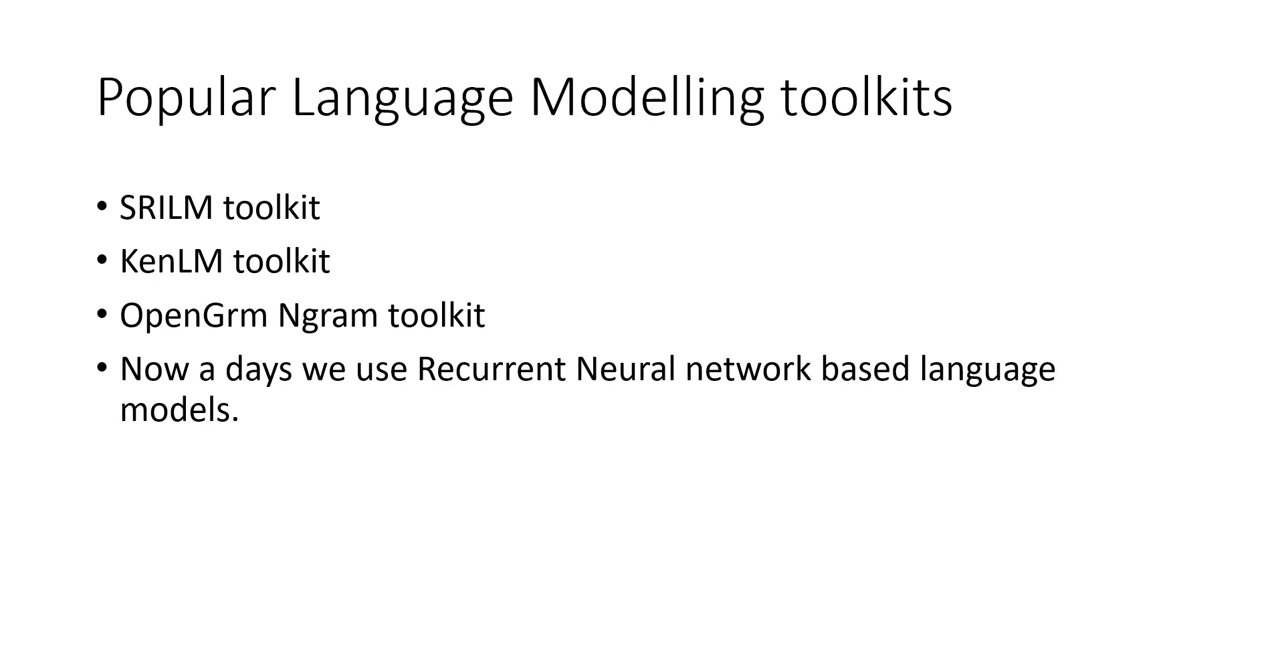 Popular Language Modelling toolkits
• SRILM toolkit
• KenLM toolkit
• OpenGrm Ngram toolkit
• Now a days we use Recurrent Neural network based language
models.